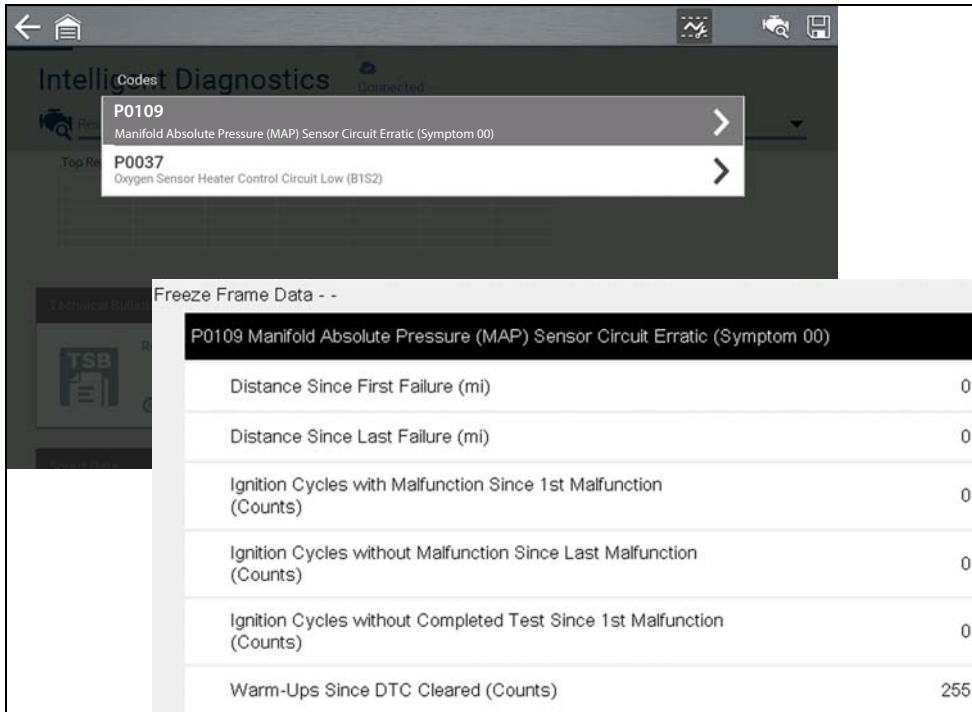 Intelligent Diagnostics
Codes
Connected
P0109
Manifold Absolute Pressure (MAP) Sensor Circuit Erratic (Symptom 00)
Top Re
P0037
Oxygen Sensor Heater Control Circuit Low (B1S2)
Technical Bulletin
TSB
Freeze Frame Data - -
P0109 Manifold Absolute Pressure (MAP) Sensor Circuit Erratic (Symptom 00)
Distance Since First Failure (mi) 0
Distance Since Last Failure (mi) 0
Ignition Cycles with Malfunction Since 1st Malfunction
(Counts) 0
Ignition Cycles without Malfunction Since Last Malfunction
(Counts) 0
Ignition Cycles without Completed Test Since 1st Malfunction
(Counts) 0
Warm-Ups Since DTC Cleared (Counts) 255